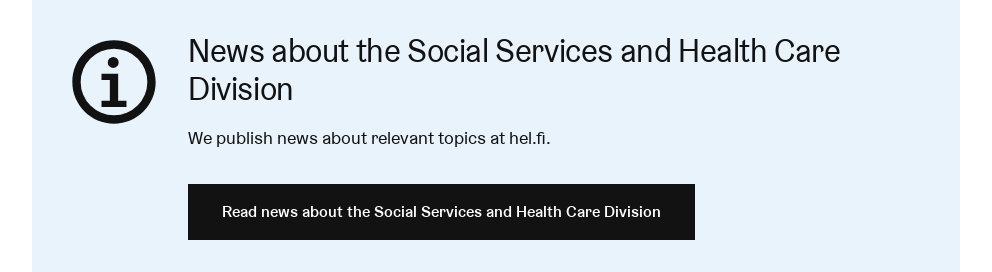 News about the Social Services and Health Care
Division
We publish news about relevant topics at hel.fi.
Read news about the Social Services and Health Care Division